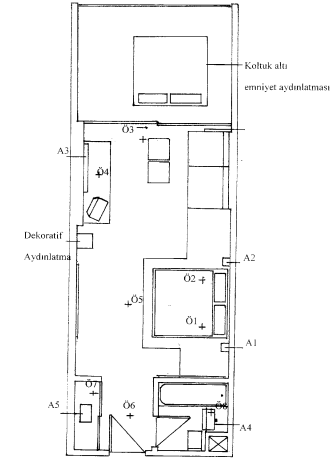 Koltuk altı
emniyet aydınlatması
Ö3
A3
Ö4
Dekoratif
Aydınlatma
A2
Ö2
Ö5
Ö1
A1
Ö7
A5
Ö6
Ö8
A4